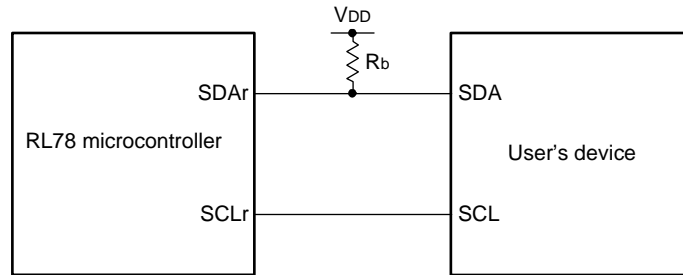 VDD
Rb
SDAr
SDA
RL78 microcontroller
User's device
SCLr
SCL